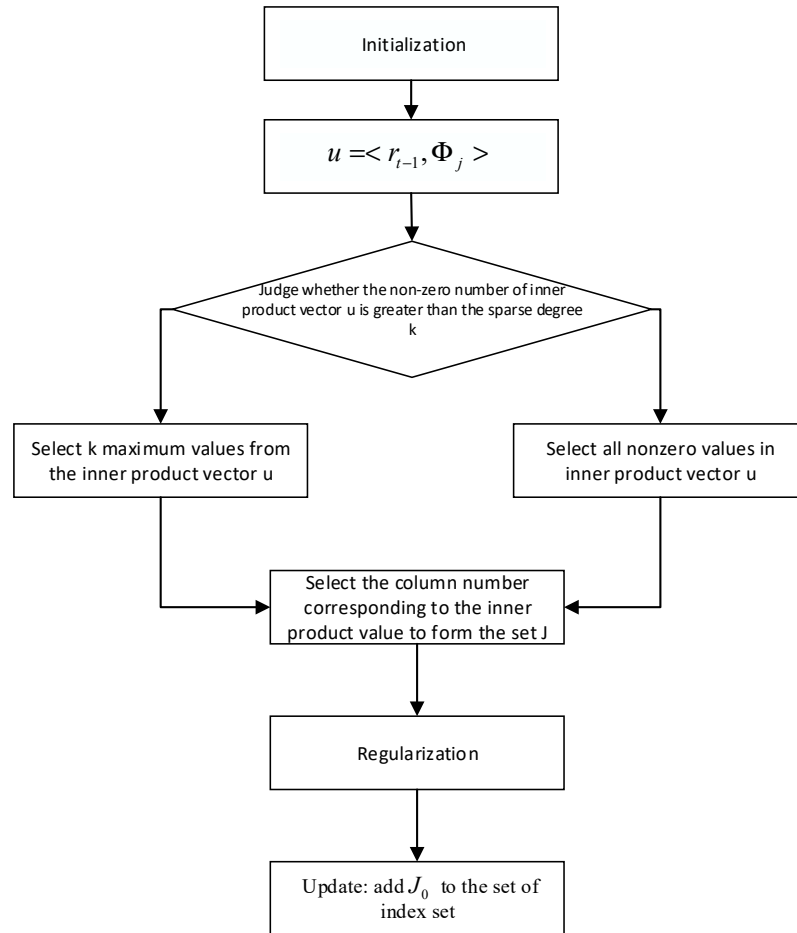 Initialization
u =< r_{t-1}, Φ_j >
Judge whether the non-zero number of inner
product vector u is greater than the sparse degree
k
Select k maximum values from
the inner product vector u
Select all nonzero values in
inner product vector u
Select the column number
corresponding to the inner
product value to form the set J
Regularization
Update: add J_0 to the set of
index set